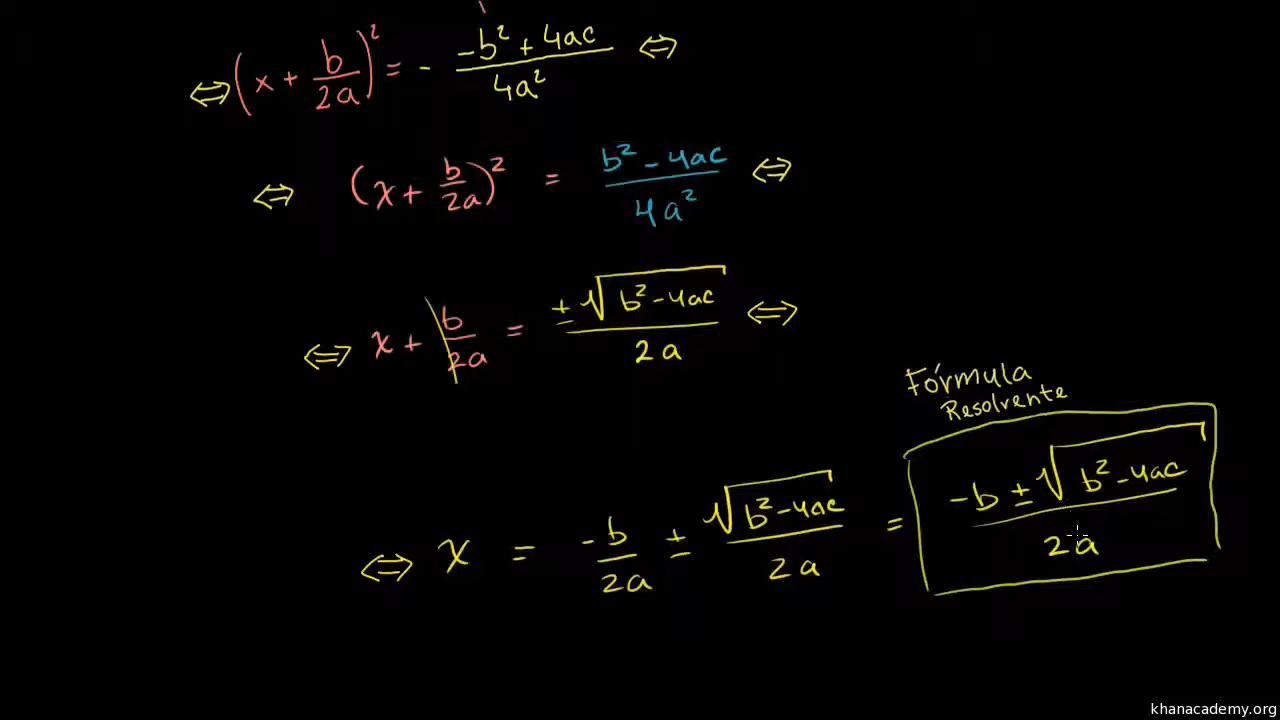 ⇔ (x + b/2a)² = - (-b² + 4ac)/4a² ⇔
⇔ (x + b/2a)² = (b² - 4ac)/4a² ⇔
⇔ x + b/2a = ±√(b² - 4ac)/2a ⇔
Fórmula
Resolvente
⇔ x = -b/2a ± √(b² - 4ac)/2a = (-b ± √(b² - 4ac))/2a
khanacademy.org